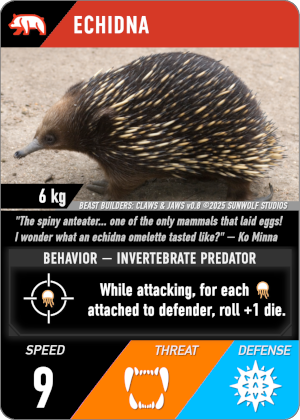 ECHIDNA
6 kg
BEAST BUILDERS: CLAWS & JAWS v0.8 ©2025 SUNWOLF STUDIOS
"The spiny anteater... one of the only mammals that laid eggs!
I wonder what an echidna omelette tasted like?" — Ko Minna
BEHAVIOR — INVERTEBRATE PREDATOR
While attacking, for each
attached to defender, roll +1 die.
SPEED
THREAT
DEFENSE
9